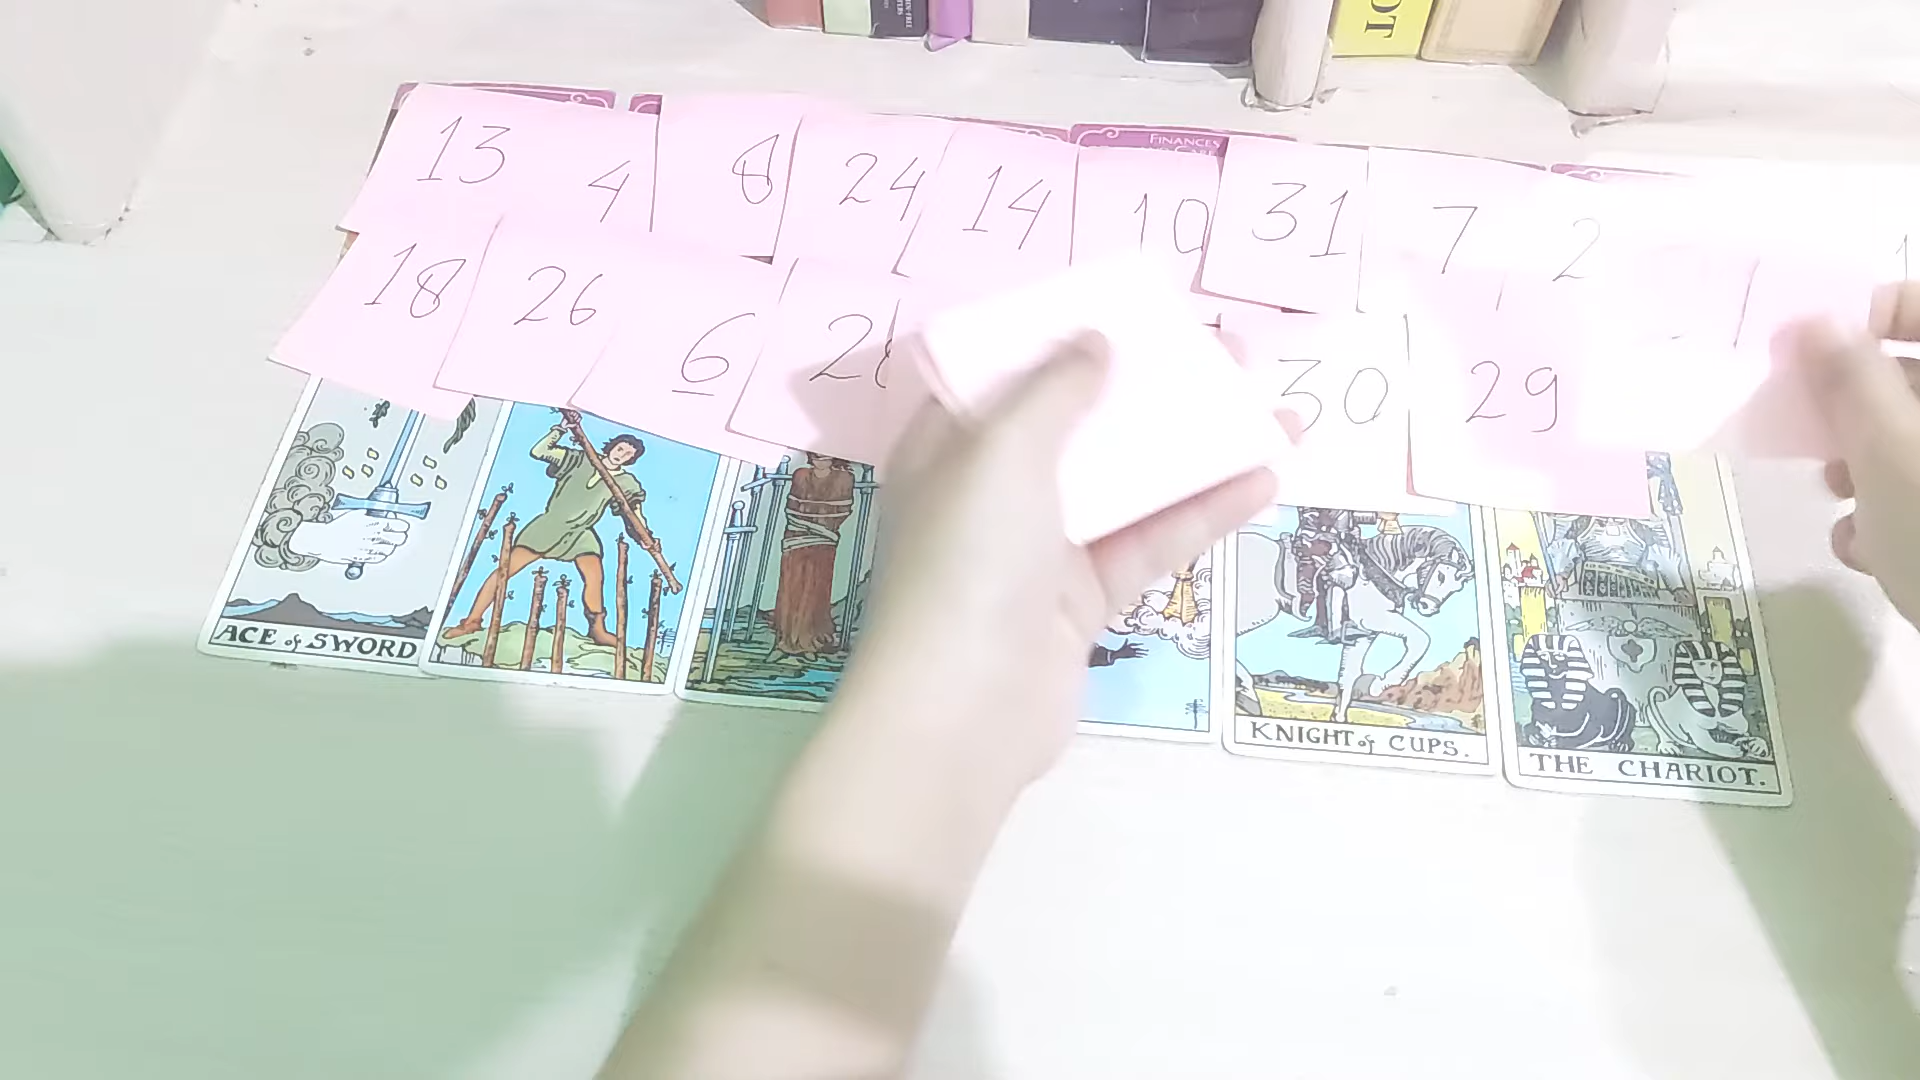 OT
FINANCES
13
4
8
24
14
10
31
7
2
18
26
6
30
29
ACE of SWORD
KNIGHT of CUPS.
THE CHARIOT.